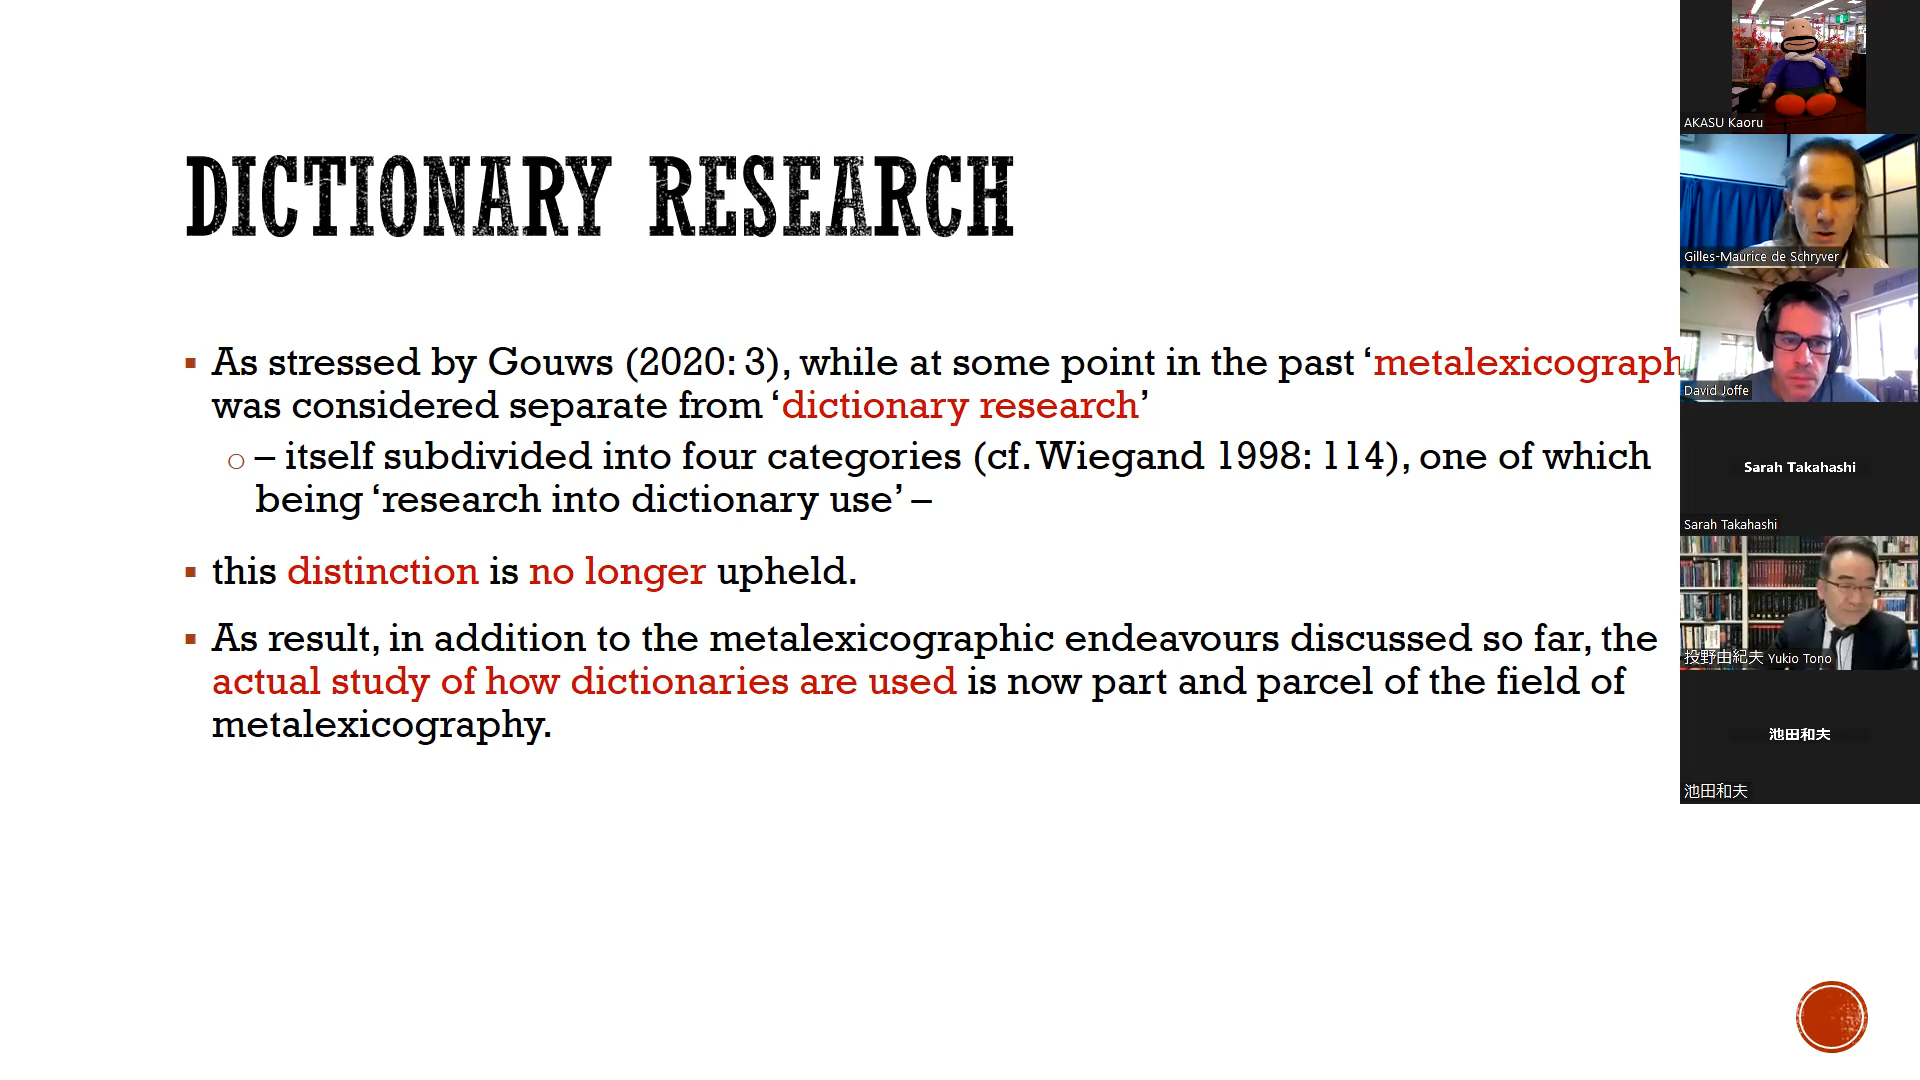 DICTIONARY RESEARCH
▪ As stressed by Gouws (2020: 3), while at some point in the past ‘metalexicograph
was considered separate from ‘dictionary research’
○ – itself subdivided into four categories (cf. Wiegand 1998: 114), one of which
being ‘research into dictionary use’ –
▪ this distinction is no longer upheld.
▪ As result, in addition to the metalexicographic endeavours discussed so far, the
actual study of how dictionaries are used is now part and parcel of the field of
metalexicography.
AKASU Kaoru
Gilles-Maurice de Schryver
David Joffe
Sarah Takahashi
Sarah Takahashi
投野由紀夫 Yukio Tono
池田和夫
池田和夫